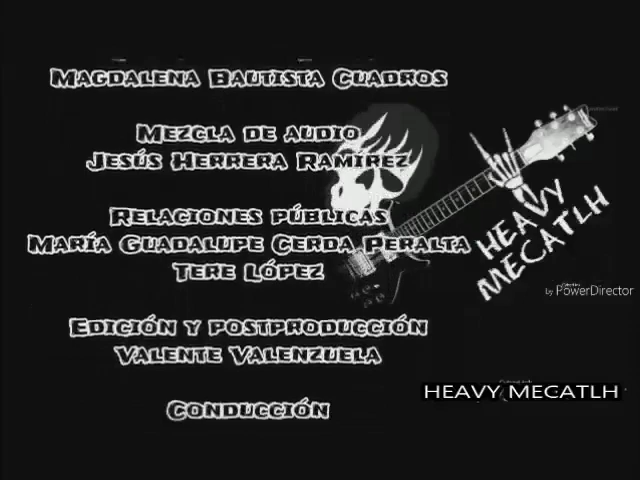 Magdalena Bautista Cuadros
Mezcla de audio
Jesús Herrera Ramírez
Relaciones públicas
María Guadalupe Cerda Peralta
Tere López
Edición y postproducción
Valente Valenzuela
Conducción
HEAVY
MECATLH
by PowerDirector
HEAVY MECATLH